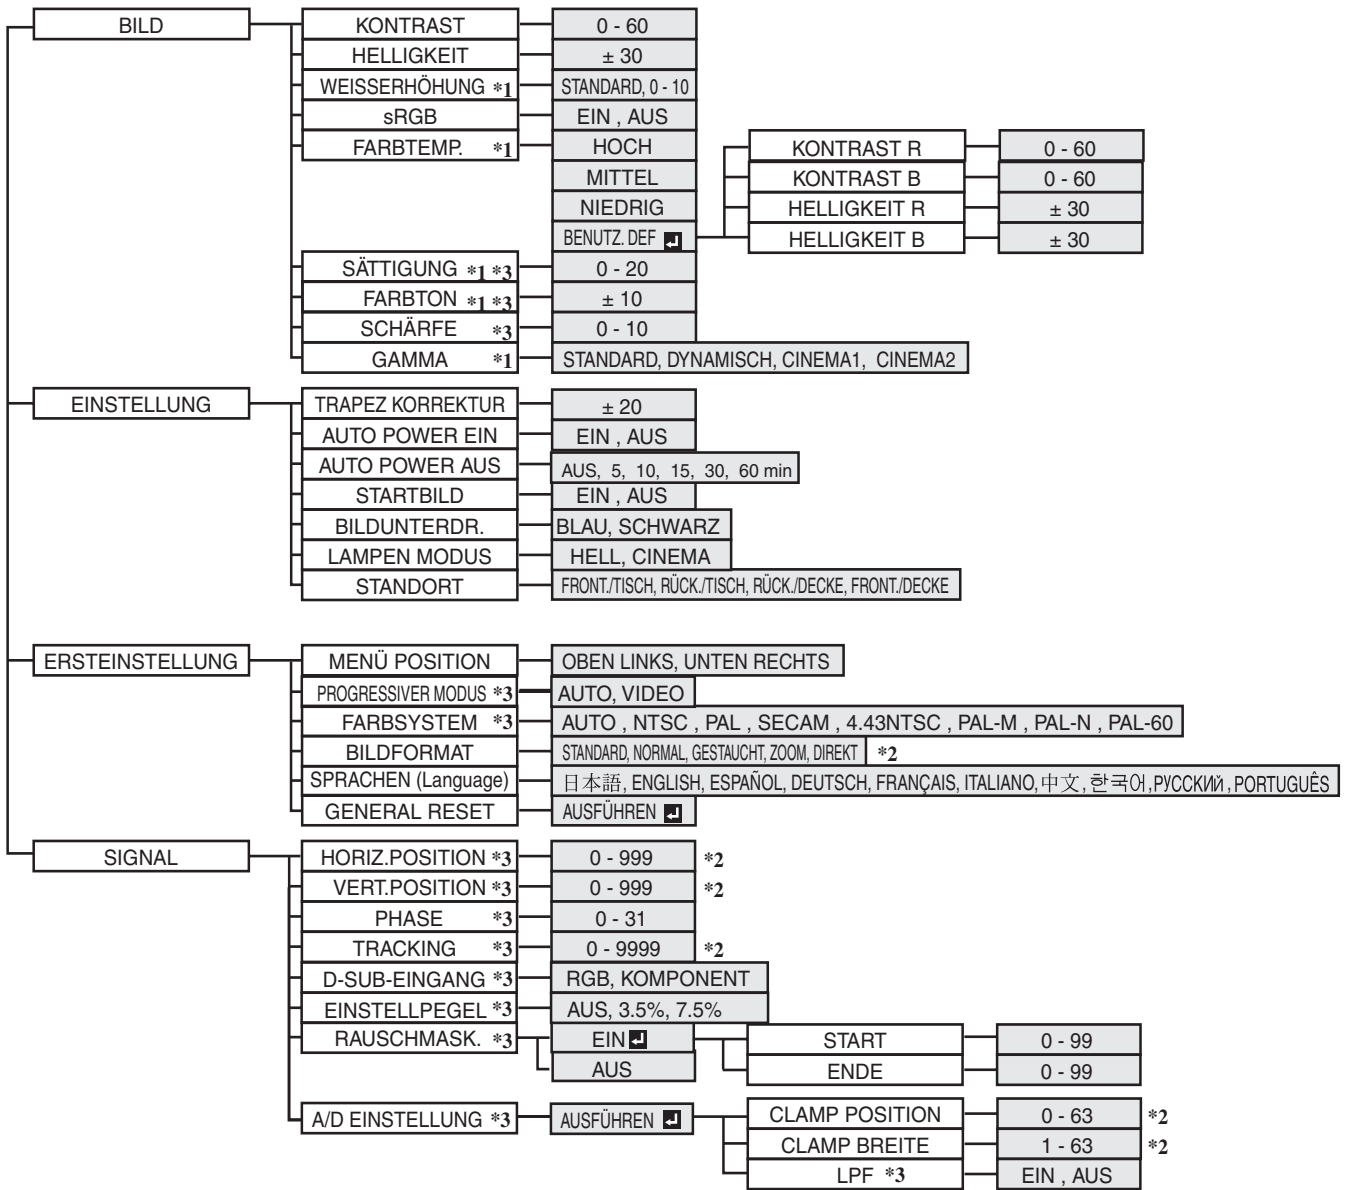 BILD KONTRAST 0 - 60
HELLIGKEIT ± 30
WEISSERHÖHUNG *1 STANDARD, 0 - 10
sRGB EIN , AUS
FARBTEMP. *1 HOCH
MITTEL
NIEDRIG
BENUTZ. DEF
KONTRAST R 0 - 60
KONTRAST B 0 - 60
HELLIGKEIT R ± 30
HELLIGKEIT B ± 30
SÄTTIGUNG *1 *3 0 - 20
FARBTON *1 *3 ± 10
SCHÄRFE *3 0 - 10
GAMMA *1 STANDARD, DYNAMISCH, CINEMA1, CINEMA2
EINSTELLUNG TRAPEZ KORREKTUR ± 20
AUTO POWER EIN EIN , AUS
AUTO POWER AUS AUS, 5, 10, 15, 30, 60 min
STARTBILD EIN , AUS
BILDUNTERDR. BLAU, SCHWARZ
LAMPEN MODUS HELL, CINEMA
STANDORT FRONT./TISCH, RÜCK./TISCH, RÜCK./DECKE, FRONT./DECKE
ERSTEINSTELLUNG MENÜ POSITION OBEN LINKS, UNTEN RECHTS
PROGRESSIVER MODUS *3 AUTO, VIDEO
FARBSYSTEM *3 AUTO , NTSC , PAL , SECAM , 4.43NTSC , PAL-M , PAL-N , PAL-60
BILDFORMAT STANDARD, NORMAL, GESTAUCHT, ZOOM, DIREKT *2
SPRACHEN (Language) 日本語, ENGLISH, ESPAÑOL, DEUTSCH, FRANÇAIS, ITALIANO, 中文, 한국어, РУССКИЙ , PORTUGUÊS
GENERAL RESET AUSFÜHREN
SIGNAL HORIZ.POSITION *3 0 - 999 *2
VERT.POSITION *3 0 - 999 *2
PHASE *3 0 - 31
TRACKING *3 0 - 9999 *2
D-SUB-EINGANG *3 RGB, KOMPONENT
EINSTELLPEGEL *3 AUS, 3.5%, 7.5%
RAUSCHMASK. *3 EIN START 0 - 99
AUS ENDE 0 - 99
A/D EINSTELLUNG *3 AUSFÜHREN CLAMP POSITION 0 - 63 *2
CLAMP BREITE 1 - 63 *2
LPF *3 EIN , AUS